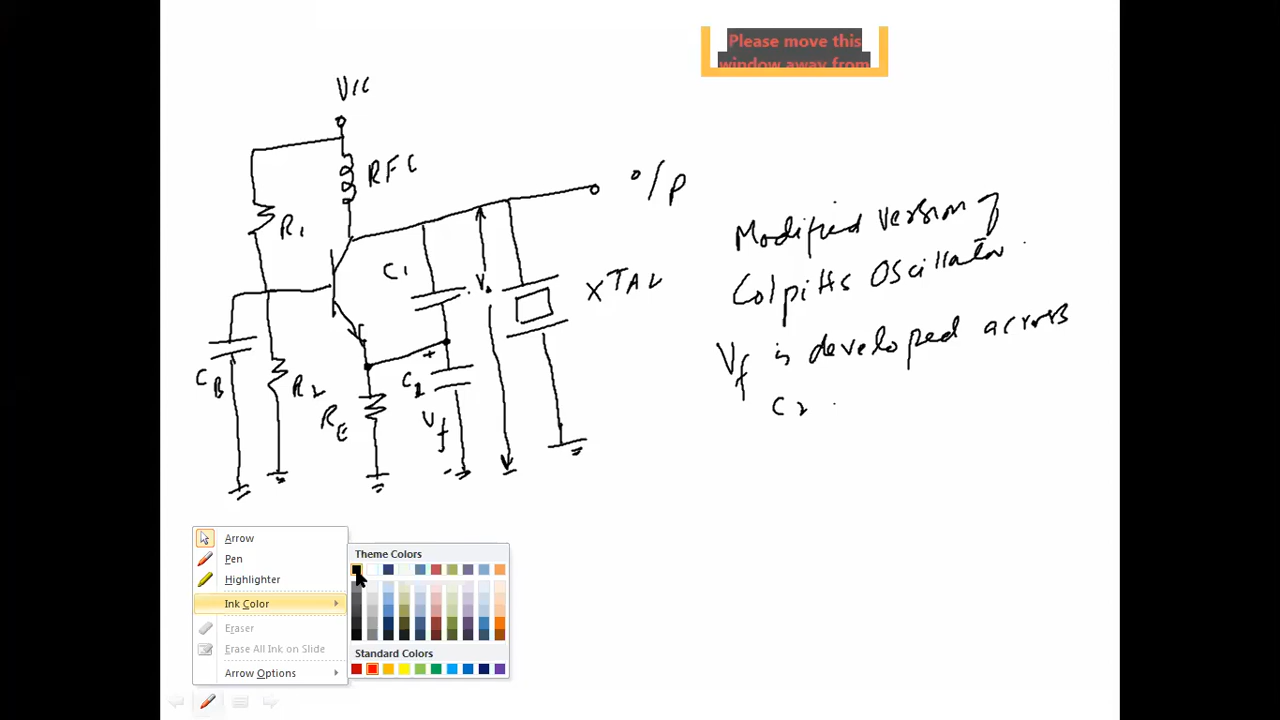 Please move this
window away from
VCC
RFC
O/P
R1
C1
V.
XTAL
Modified version of
Colpitts Oscillator.
Vf is developed across
C2.
CB
R2
RE
+
C2
Vf
-
Arrow
Pen
Highlighter
Ink Color
Eraser
Erase All Ink on Slide
Arrow Options
Theme Colors
Standard Colors